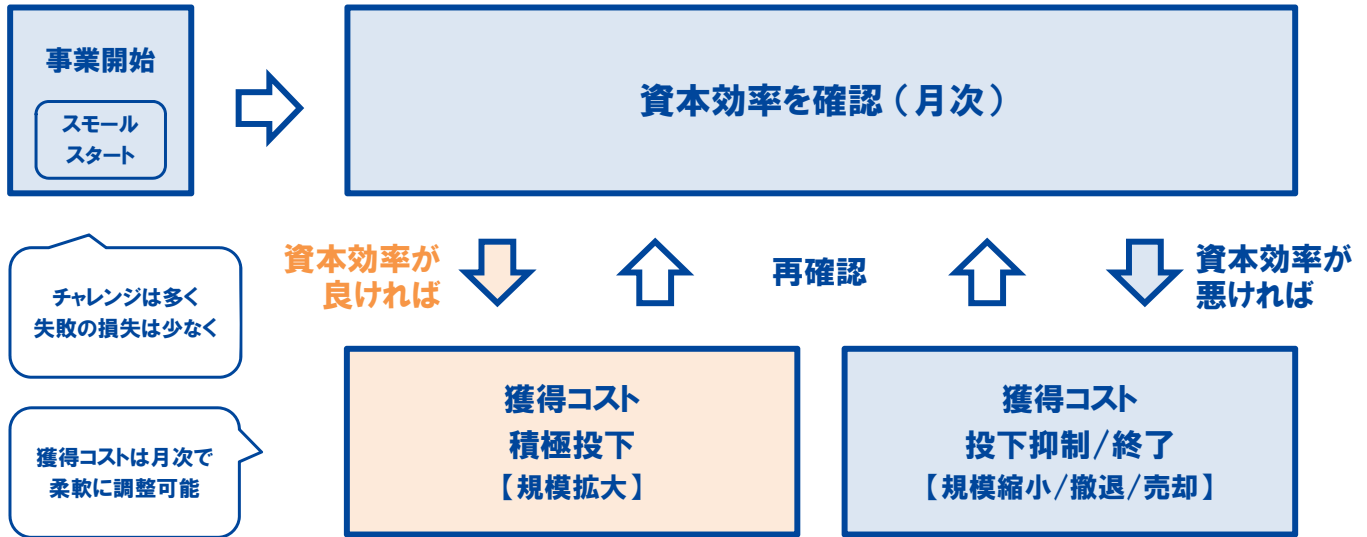 事業開始
スモール
スタート
資本効率を確認（月次）
チャレンジは多く
失敗の損失は少なく
獲得コストは月次で
柔軟に調整可能
資本効率が
良ければ
再確認
資本効率が
悪ければ
獲得コスト
積極投下
【規模拡大】
獲得コスト
投下抑制/終了
【規模縮小/撤退/売却】